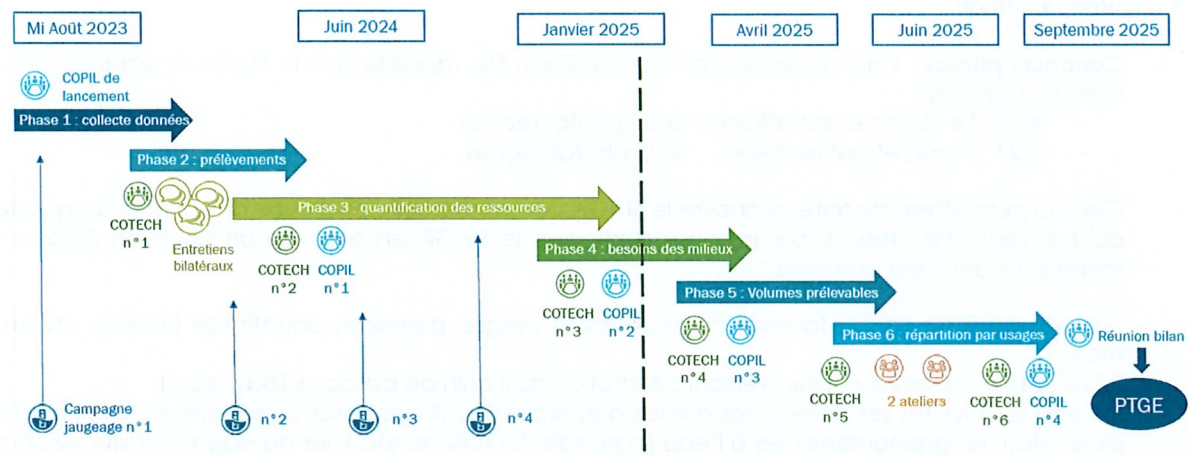 Mi Août 2023
Juin 2024
Janvier 2025
Avril 2025
Juin 2025
Septembre 2025
COPIL de
lancement
Phase 1 : collecte données
Phase 2 : prélèvements
COTECH
n°1
Entretiens
bilatéraux
Phase 3 : quantification des ressources
COTECH
n°2
COPIL
n°1
Phase 4 : besoins des milieux
COTECH
n°3
COPIL
n°2
Phase 5 : Volumes prélevables
COTECH
n°4
COPIL
n°3
Phase 6 : répartition par usages
Réunion bilan
COTECH
n°5
2 ateliers
COTECH
n°6
COPIL
n°4
PTGE
Campagne
jaugeage n°1
n°2
n°3
n°4